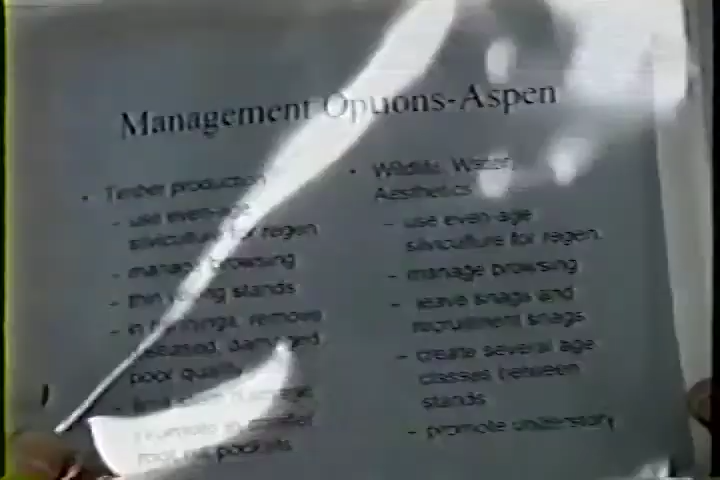 Management Options-Aspen
• Timber production
- use even-age
silviculture for regen
- manage browsing
- thin young stands
- in thinnings, remove
diseased, damaged
poor quality
• Wildlife, Water,
Aesthetics
- use even-age
silviculture for regen.
- manage browsing
- leave snags and
recruitment snags
- create several age
classes between
stands
- promote understory